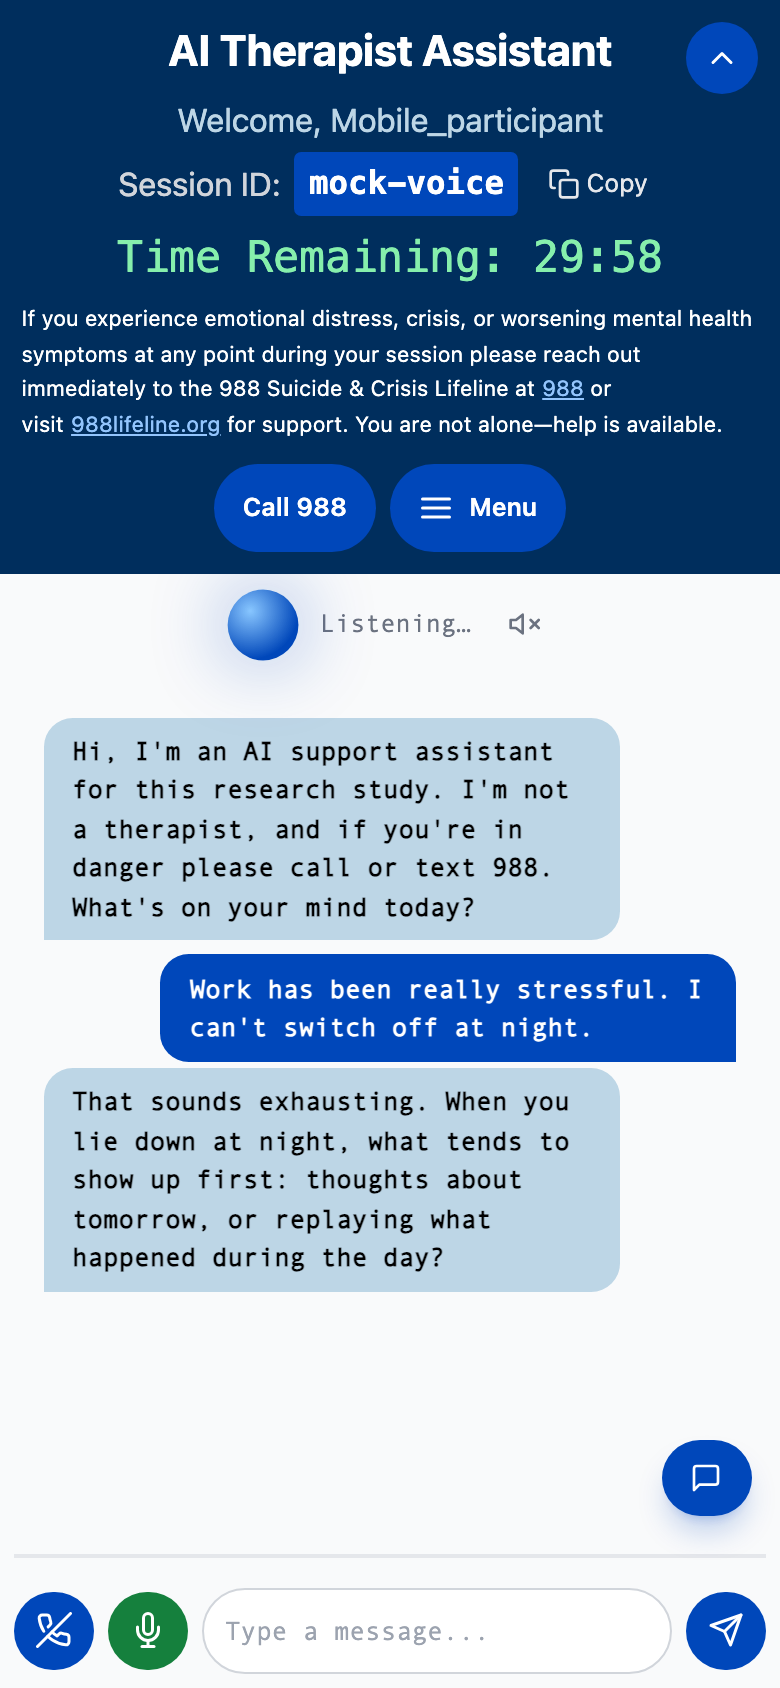 AI Therapist Assistant
Welcome, Mobile_participant
Session ID: mock-voice Copy
Time Remaining: 29:58
If you experience emotional distress, crisis, or worsening mental health
symptoms at any point during your session please reach out
immediately to the 988 Suicide & Crisis Lifeline at 988 or
visit 988lifeline.org for support. You are not alone—help is available.
Call 988 Menu
Listening…
Hi, I'm an AI support assistant
for this research study. I'm not
a therapist, and if you're in
danger please call or text 988.
What's on your mind today?
Work has been really stressful. I
can't switch off at night.
That sounds exhausting. When you
lie down at night, what tends to
show up first: thoughts about
tomorrow, or replaying what
happened during the day?
Type a message...